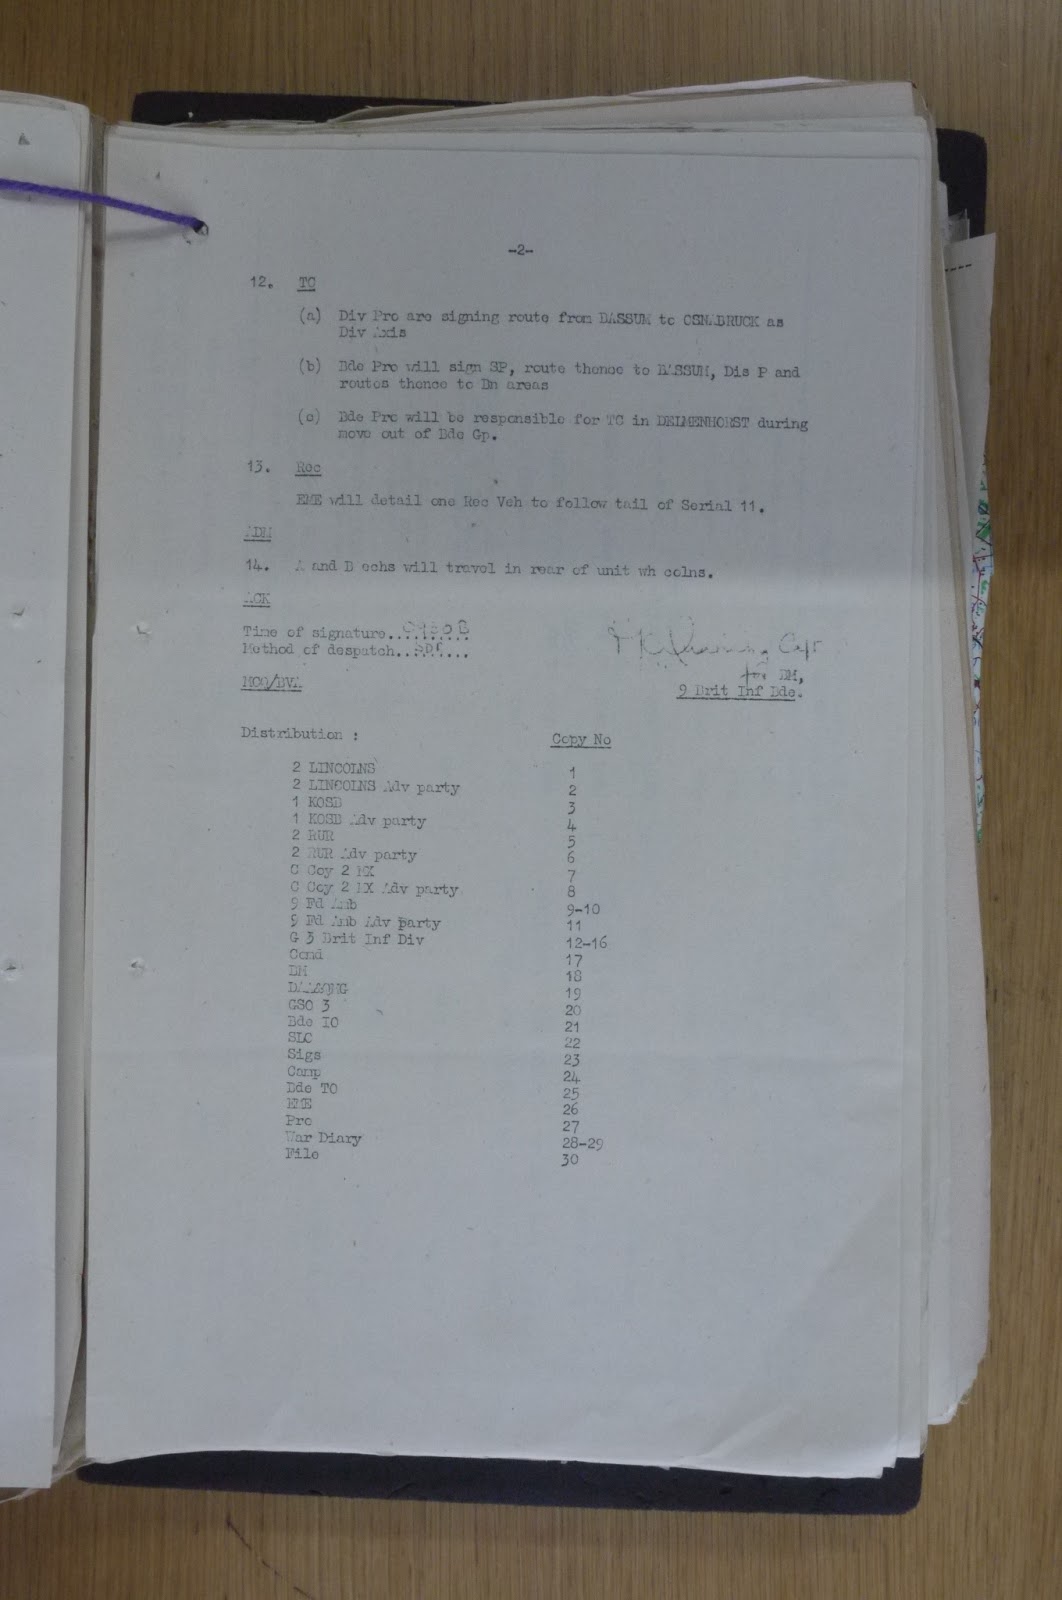 -2-
12. TC
(a) Div Pro are signing route from BASSUM to OSNABRUCK as
Div Axis
(b) Bde Pro will sign SP, route thence to BASSUM, Dis P and
routes thence to Bn areas
(c) Bde Pro will be responsible for TC in DELMENHORST during
move out of Bde Gp.
13. Rec
EME will detail one Rec Veh to follow tail of Serial 11.
ADM
14. A and B echs will travel in rear of unit wh colns.
ACK
Time of signature..
Method of despatch..
Capt
for BM,
9 Brit Inf Bde.
Distribution : Copy No
2 LINCOLNS 1
2 LINCOLNS Adv party 2
1 KOSB 3
1 KOSB Adv party 4
2 RUR 5
2 RUR Adv party 6
C Coy 2 MX 7
C Coy 2 MX Adv party 8
9 Fd Amb 9-10
9 Fd Amb Adv party 11
G 3 Brit Inf Div 12-16
Comd 17
BM 18
DAA&QMG 19
GSO 3 20
Bde IO 21
SLC 22
Sigs 23
Camp 24
Bde TO 25
EME 26
Pro 27
War Diary 28-29
File 30